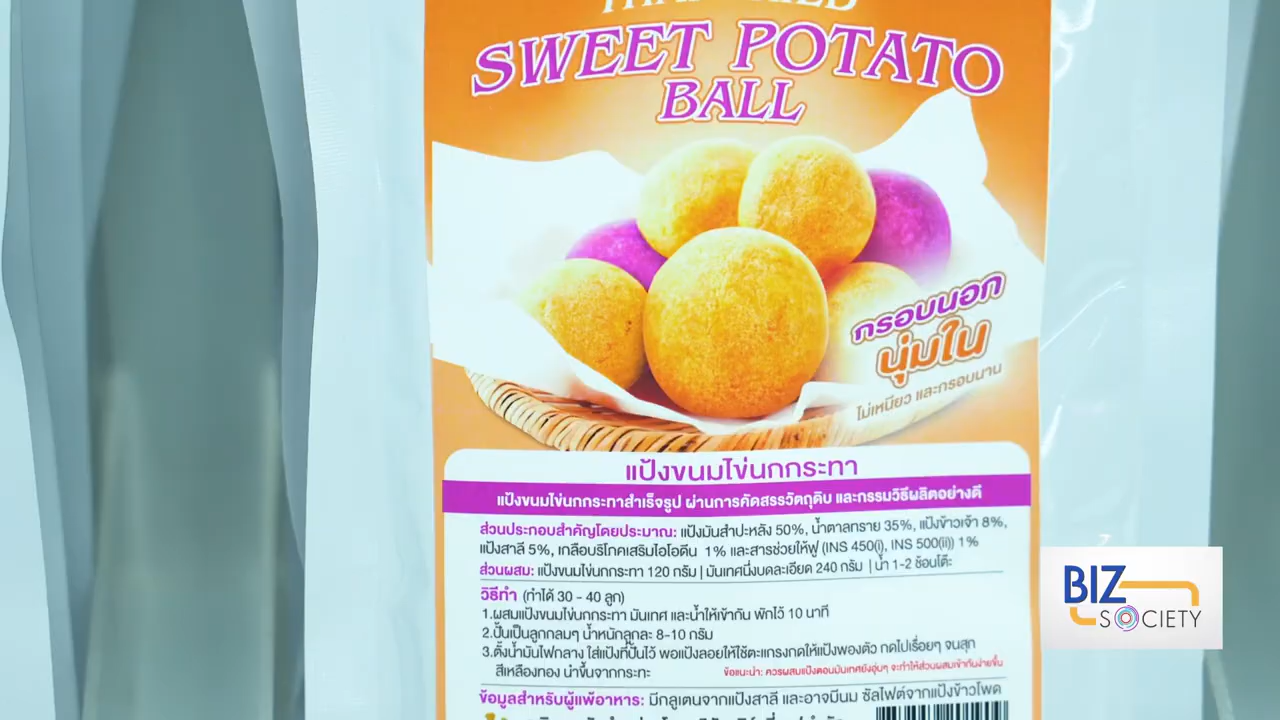 SWEET POTATO
BALL
กรอบนอก
นุ่มใน
ไม่เหนียว และกรอบนาน
แป้งขนมไข่นกกระทา
แป้งขนมไข่นกกระทาสำเร็จรูป ผ่านการคัดสรรวัตถุดิบ และกรรมวิธีผลิตอย่างดี
ส่วนประกอบสำคัญโดยประมาณ: แป้งมันสำปะหลัง 50%, น้ำตาลทราย 35%, แป้งข้าวเจ้า 8%,
แป้งสาลี 5%, เกลือบริโภคเสริมไอโอดีน 1% และสารช่วยให้ฟู (INS 450(i), INS 500(ii)) 1%
ส่วนผสม: แป้งขนมไข่นกกระทา 120 กรัม | มันเทศนึ่งบดละเอียด 240 กรัม | น้ำ 1-2 ช้อนโต๊ะ
วิธีทำ (ทำได้ 30 - 40 ลูก)
1.ผสมแป้งขนมไข่นกกระทา มันเทศ และน้ำให้เข้ากัน พักไว้ 10 นาที
2.ปั้นเป็นลูกกลมๆ น้ำหนักลูกละ 8-10 กรัม
3.ตั้งน้ำมันไฟกลาง ใส่แป้งที่ปั้นไว้ พอแป้งลอยให้ใช้ตะแกรงกดให้แป้งพองตัว กดไปเรื่อยๆ จนสุก
สีเหลืองทอง นำขึ้นจากกระทะ
ข้อแนะนำ: ควรผสมแป้งตอนมันเทศยังอุ่นๆ จะทำให้ส่วนผสมเข้ากันง่ายขึ้น
ข้อมูลสำหรับผู้แพ้อาหาร: มีกลูเตนจากแป้งสาลี และอาจมีนม ซัลไฟต์จากแป้งข้าวโพด
BIZ
SOCIETY